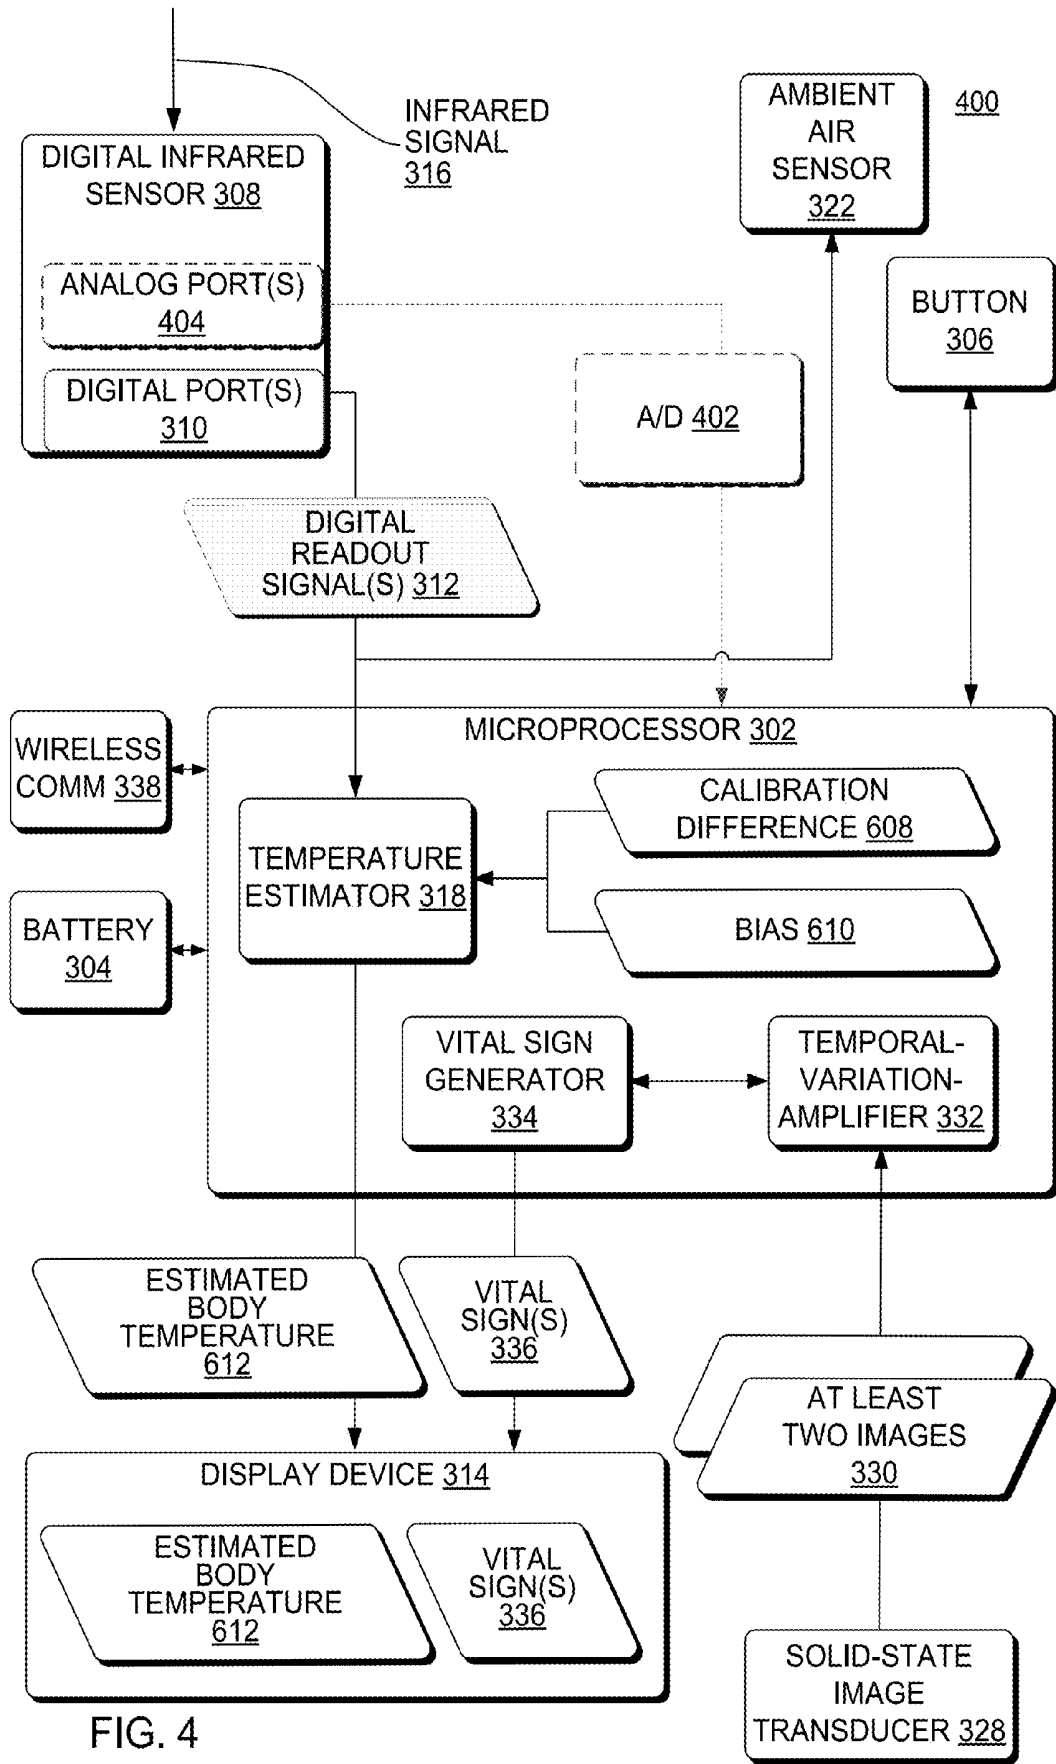 INFRARED
SIGNAL
316
AMBIENT
AIR
SENSOR
322
400
DIGITAL INFRARED
SENSOR 308
ANALOG PORT(S)
404
DIGITAL PORT(S)
310
BUTTON
306
A/D 402
DIGITAL
READOUT
SIGNAL(S) 312
MICROPROCESSOR 302
WIRELESS
COMM 338
CALIBRATION
DIFFERENCE 608
TEMPERATURE
ESTIMATOR 318
BATTERY
304
BIAS 610
VITAL SIGN
GENERATOR
334
TEMPORAL-
VARIATION-
AMPLIFIER 332
ESTIMATED
BODY
TEMPERATURE
612
VITAL
SIGN(S)
336
AT LEAST
TWO IMAGES
330
DISPLAY DEVICE 314
ESTIMATED
BODY
TEMPERATURE
612
VITAL
SIGN(S)
336
SOLID-STATE
IMAGE
TRANSDUCER 328
FIG. 4